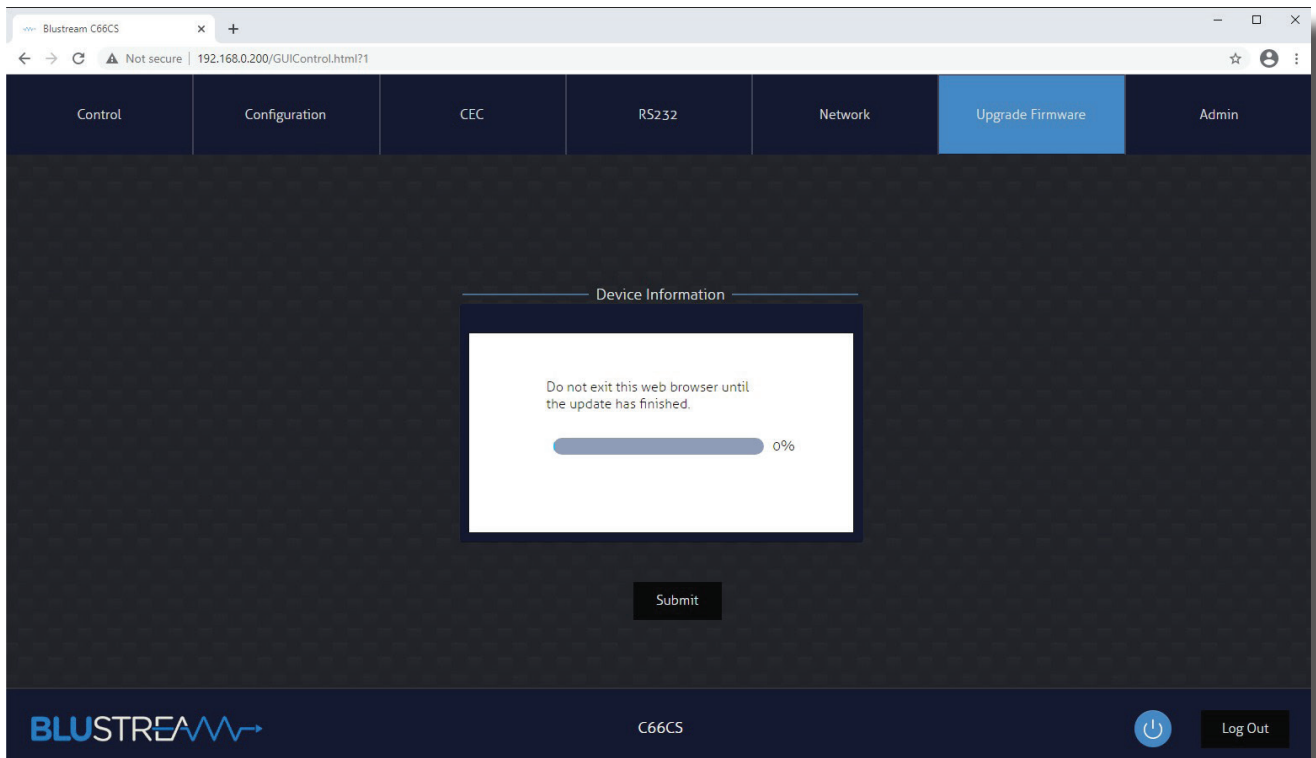 Blustream C66CS
Not secure | 192.168.0.200/GUIControl.html?1
Control Configuration CEC RS232 Network Upgrade Firmware Admin
Device Information
Do not exit this web browser until
the update has finished.
0%
Submit
BLUSTREAM C66CS Log Out